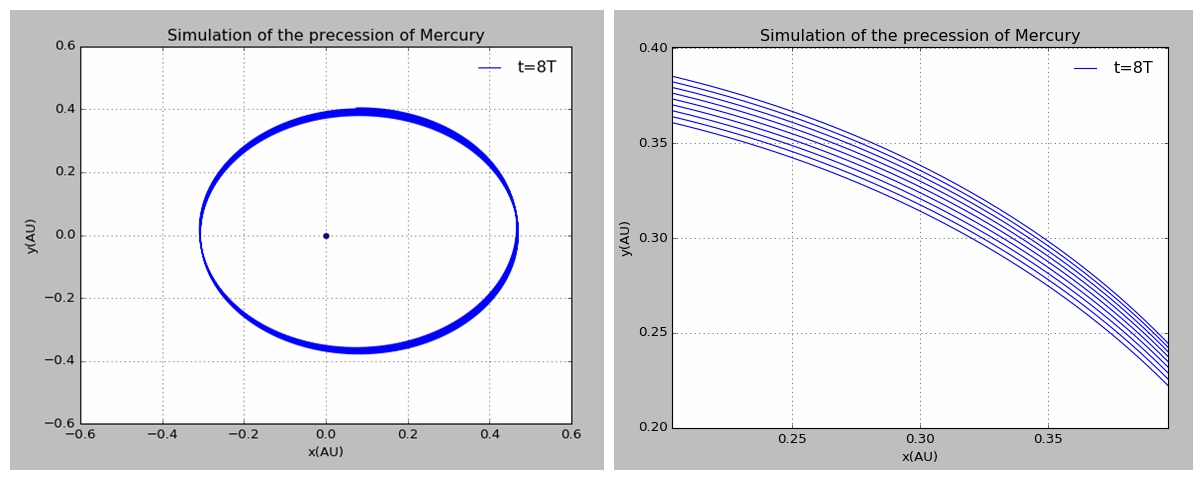 Simulation of the precession of Mercury
0.6
t=8T
0.4
0.2
y(AU)
0.0
−0.2
−0.4
−0.6
−0.6 −0.4 −0.2 0.0 0.2 0.4 0.6
x(AU)
Simulation of the precession of Mercury
0.40
t=8T
0.35
0.30
y(AU)
0.25
0.20
0.25 0.30 0.35
x(AU)